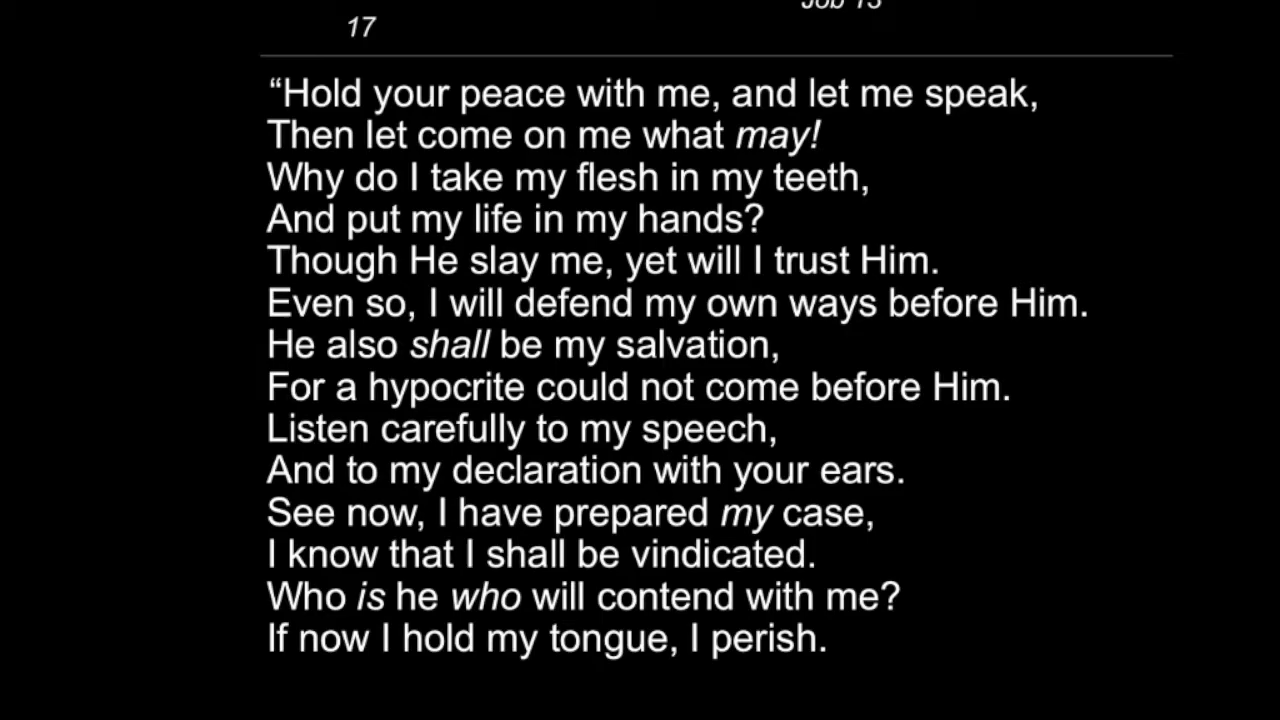 Job 13
17
“Hold your peace with me, and let me speak,
Then let come on me what may!
Why do I take my flesh in my teeth,
And put my life in my hands?
Though He slay me, yet will I trust Him.
Even so, I will defend my own ways before Him.
He also shall be my salvation,
For a hypocrite could not come before Him.
Listen carefully to my speech,
And to my declaration with your ears.
See now, I have prepared my case,
I know that I shall be vindicated.
Who is he who will contend with me?
If now I hold my tongue, I perish.